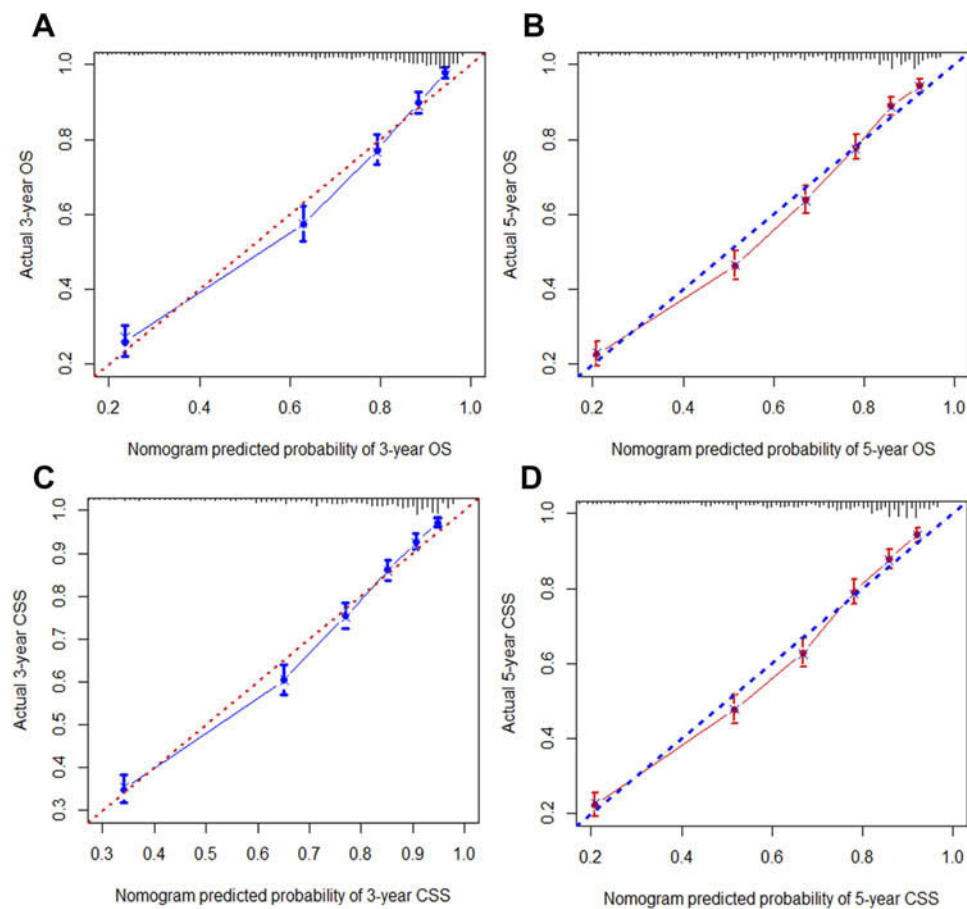 A
Actual 3-year OS
1.0
0.8
0.6
0.4
0.2
0.2 0.4 0.6 0.8 1.0
Nomogram predicted probability of 3-year OS
B
Actual 5-year OS
1.0
0.8
0.6
0.4
0.2
0.2 0.4 0.6 0.8 1.0
Nomogram predicted probability of 5-year OS
C
Actual 3-year CSS
1.0
0.9
0.8
0.7
0.6
0.5
0.4
0.3
0.3 0.4 0.5 0.6 0.7 0.8 0.9 1.0
Nomogram predicted probability of 3-year CSS
D
Actual 5-year CSS
1.0
0.8
0.6
0.4
0.2
0.2 0.4 0.6 0.8 1.0
Nomogram predicted probability of 5-year CSS